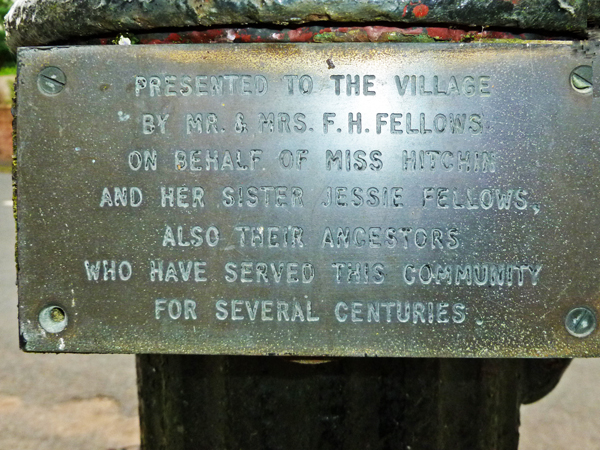 PRESENTED TO THE VILLAGE
BY MR. & MRS. F. H. FELLOWS.
ON BEHALF OF MISS HITCHIN
AND HER SISTER JESSIE FELLOWS,
ALSO THEIR ANCESTORS
WHO HAVE SERVED THIS COMMUNITY
FOR SEVERAL CENTURIES.